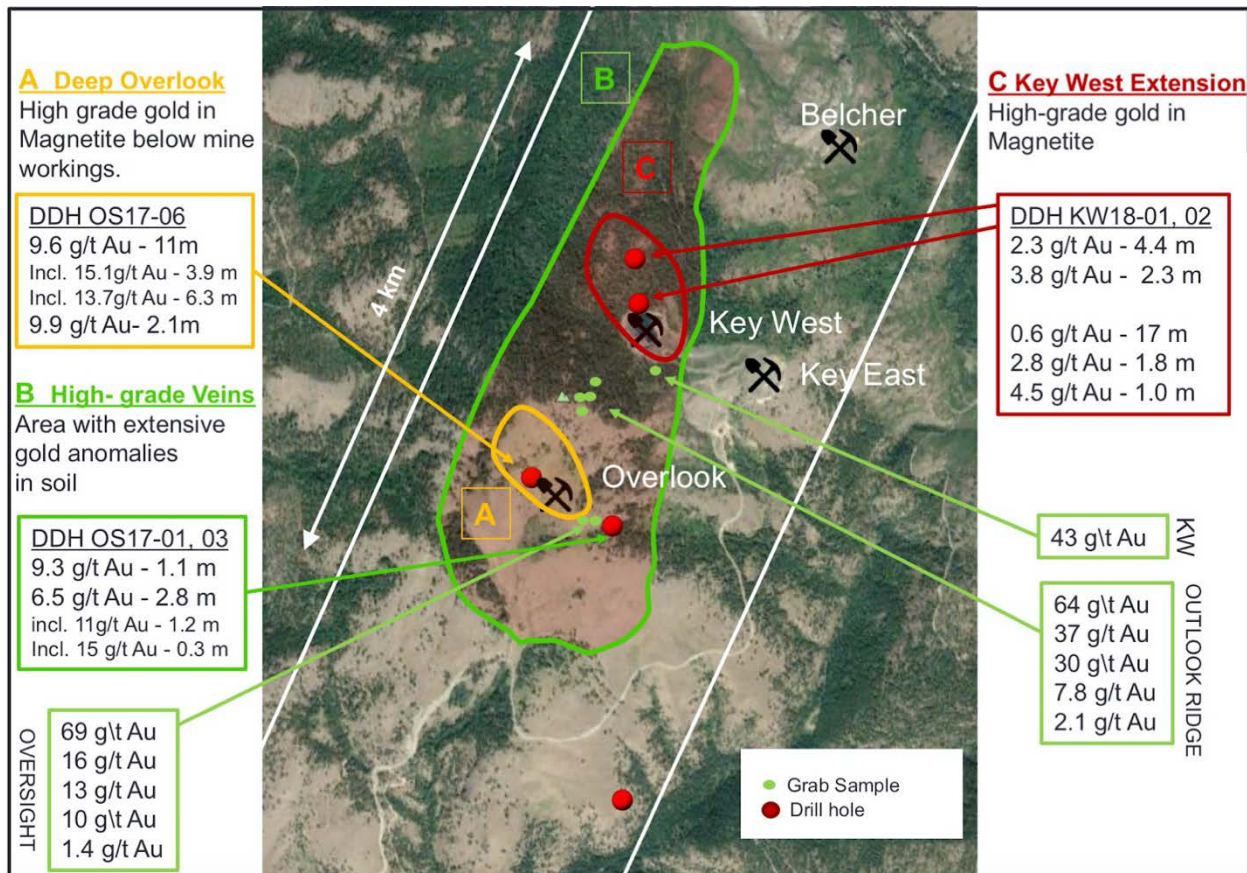 A Deep Overlook
High grade gold in
Magnetite below mine
workings.
DDH OS17-06
9.6 g/t Au - 11m
Incl. 15.1g/t Au - 3.9 m
Incl. 13.7g/t Au - 6.3 m
9.9 g/t Au- 2.1m
B High- grade Veins
Area with extensive
gold anomalies
in soil
DDH OS17-01, 03
9.3 g/t Au - 1.1 m
6.5 g/t Au - 2.8 m
incl. 11g/t Au - 1.2 m
Incl. 15 g/t Au - 0.3 m
OVERSIGHT
69 g/t Au
16 g/t Au
13 g/t Au
10 g\t Au
1.4 g/t Au
4 km
B
C
A
Belcher
Key West
Key East
Overlook
Grab Sample
Drill hole
C Key West Extension
High-grade gold in
Magnetite
DDH KW18-01, 02
2.3 g/t Au - 4.4 m
3.8 g/t Au - 2.3 m
0.6 g/t Au - 17 m
2.8 g/t Au - 1.8 m
4.5 g/t Au - 1.0 m
43 g\t Au
KW
64 g\t Au
37 g/t Au
30 g\t Au
7.8 g/t Au
2.1 g/t Au
OUTLOOK RIDGE